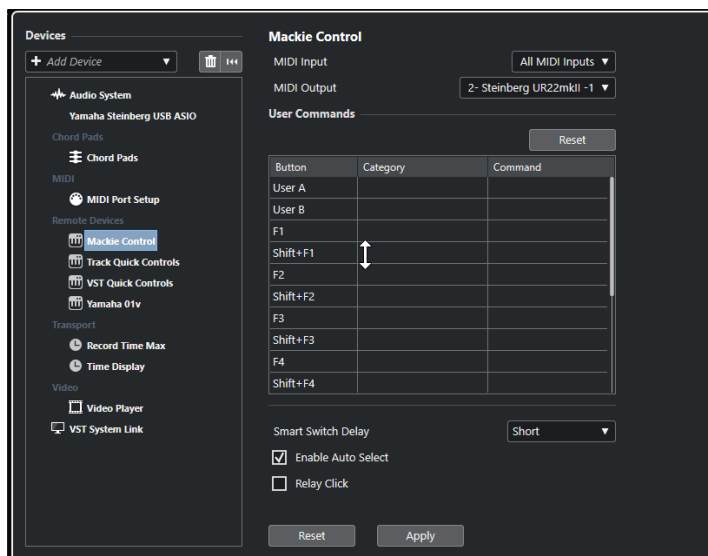 Devices
+ Add Device
Audio System
Yamaha Steinberg USB ASIO
Chord Pads
Chord Pads
MIDI
MIDI Port Setup
Remote Devices
Mackie Control
Track Quick Controls
VST Quick Controls
Yamaha 01v
Transport
Record Time Max
Time Display
Video
Video Player
VST System Link
Mackie Control
MIDI Input All MIDI Inputs
MIDI Output 2- Steinberg UR22mkII -1
User Commands
Reset
Button Category Command
User A
User B
F1
Shift+F1
F2
Shift+F2
F3
Shift+F3
F4
Shift+F4
Smart Switch Delay Short
Enable Auto Select
Relay Click
Reset Apply